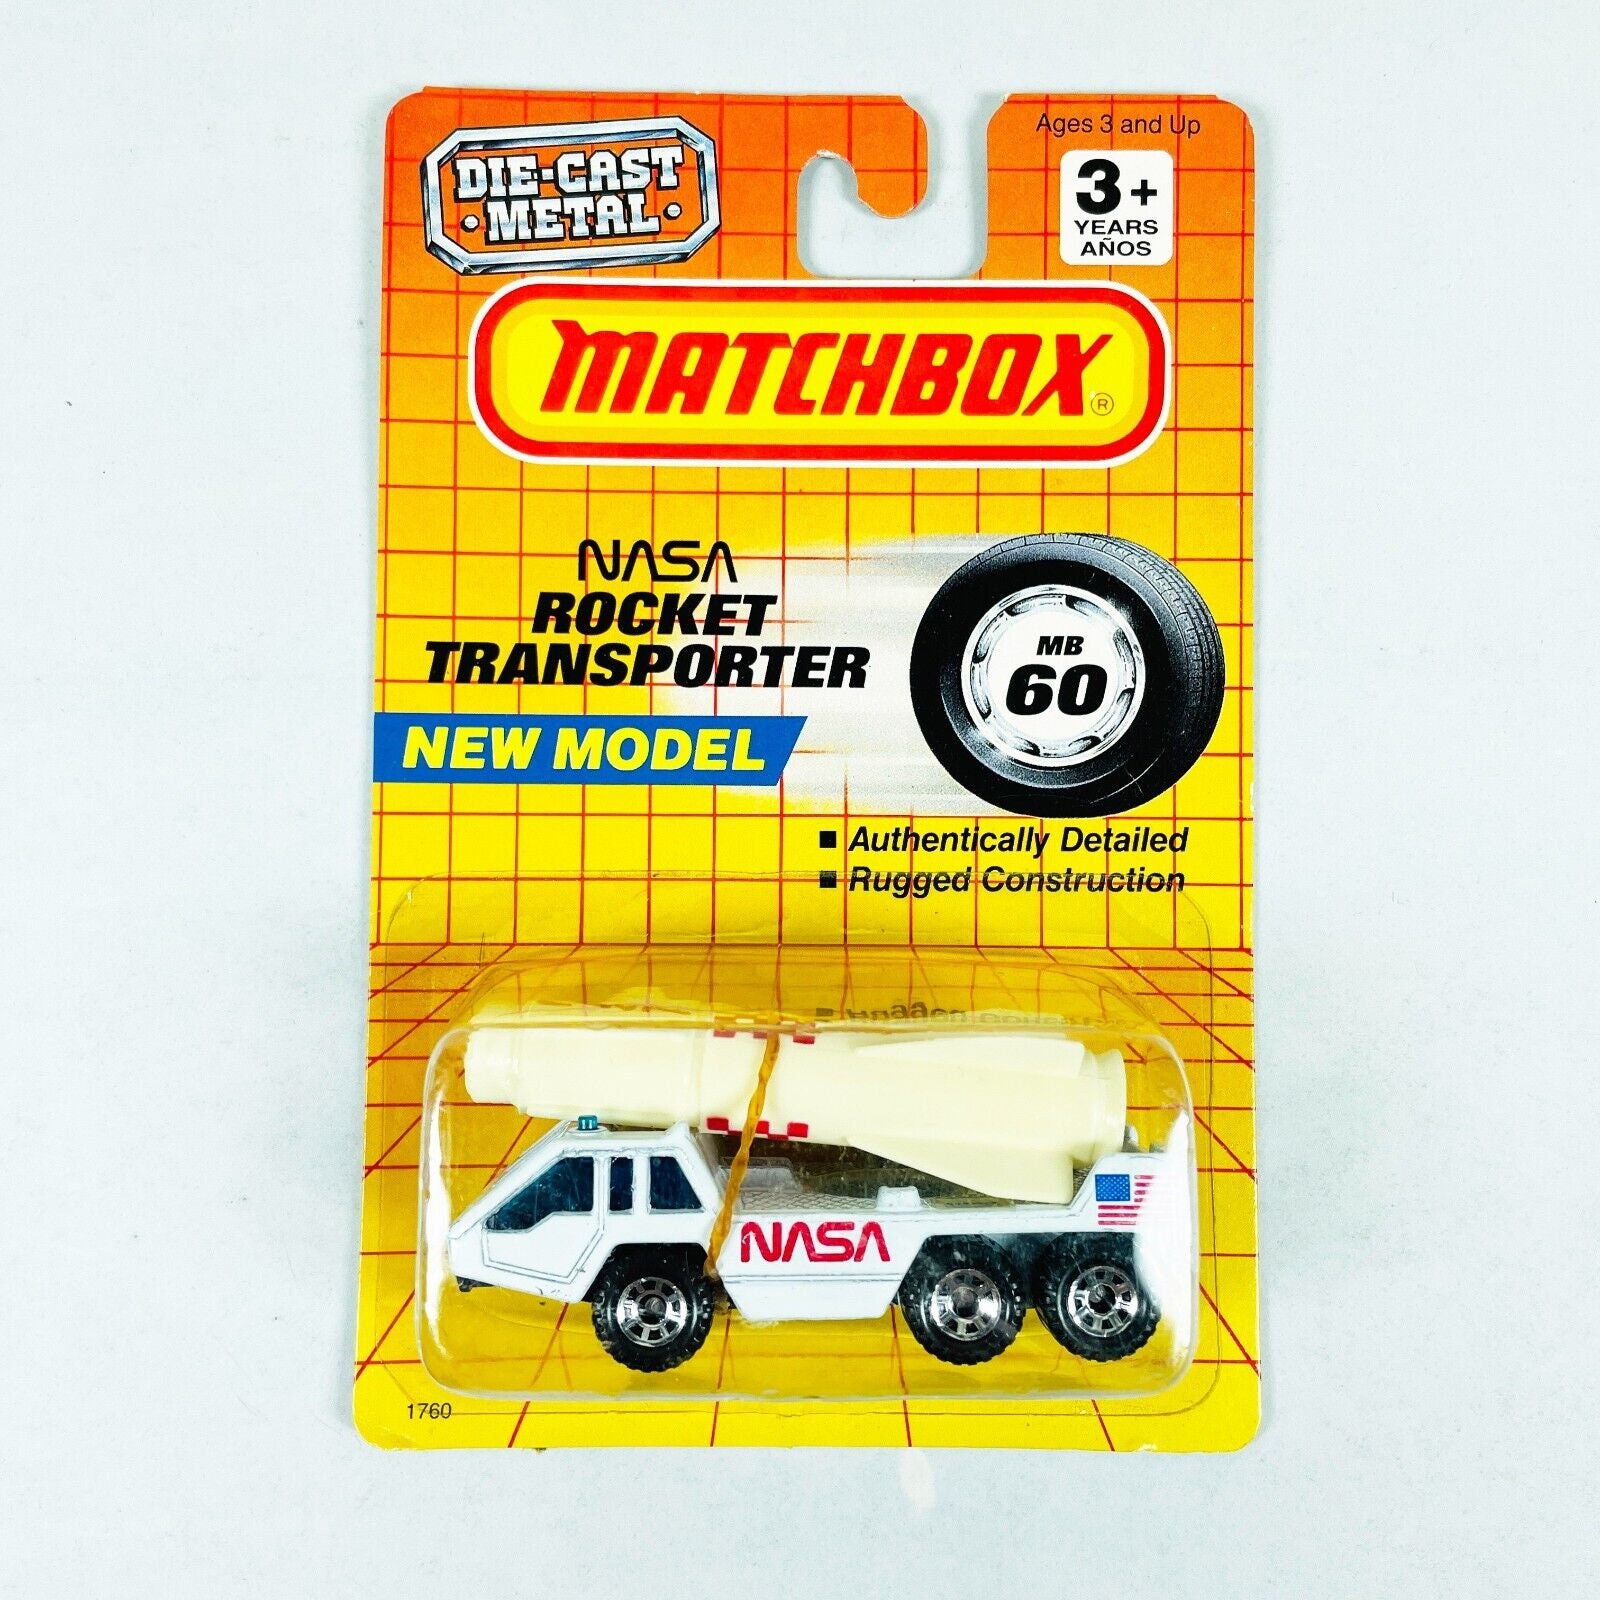 DIE-CAST
• METAL •
Ages 3 and Up
3+
YEARS
AÑOS
MATCHBOX®
NASA
ROCKET
TRANSPORTER
NEW MODEL
MB
60
■ Authentically Detailed
■ Rugged Construction
NASA
1760